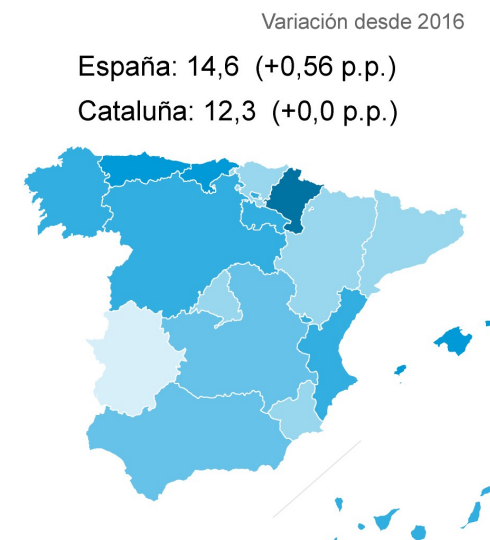 Variación desde 2016
España: 14,6 (+0,56 p.p.)
Cataluña: 12,3 (+0,0 p.p.)